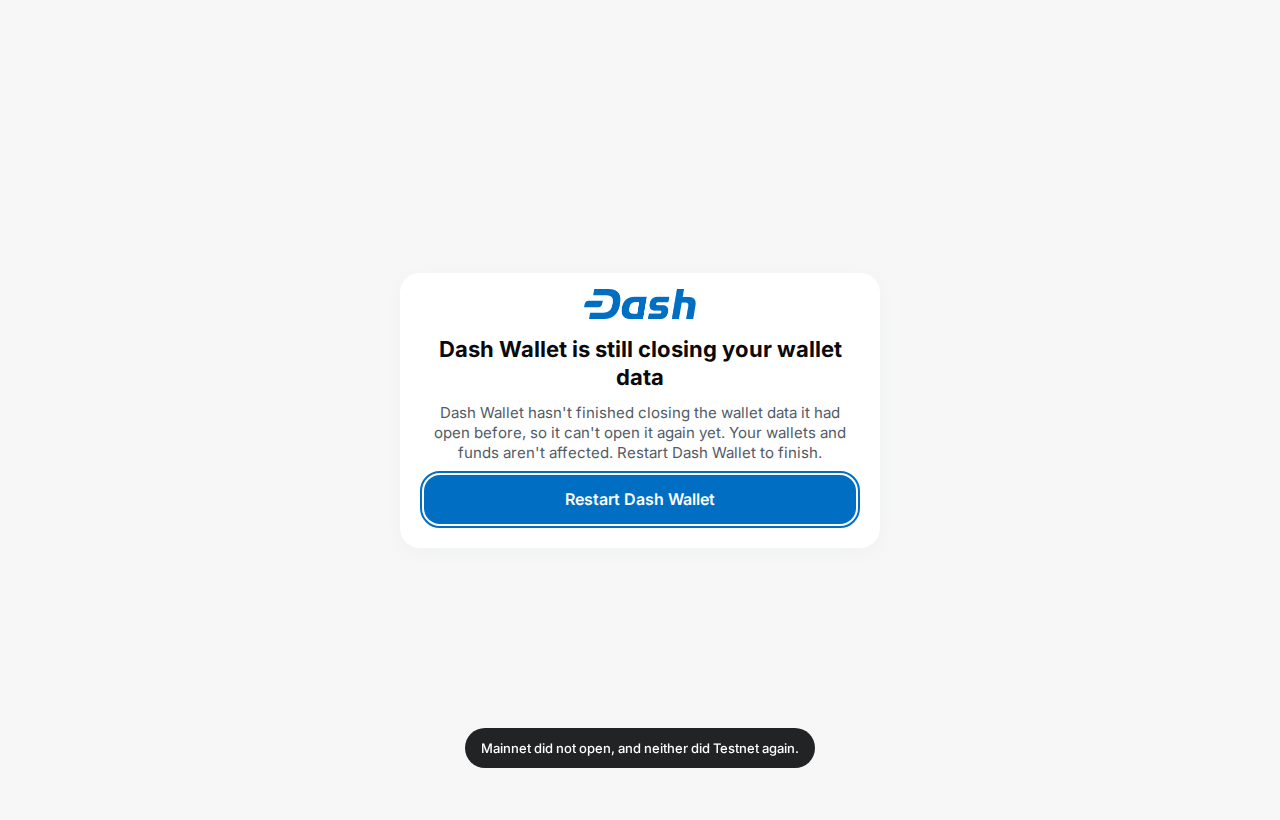 Dash
Dash Wallet is still closing your wallet
data
Dash Wallet hasn't finished closing the wallet data it had
open before, so it can't open it again yet. Your wallets and
funds aren't affected. Restart Dash Wallet to finish.
Restart Dash Wallet
Mainnet did not open, and neither did Testnet again.